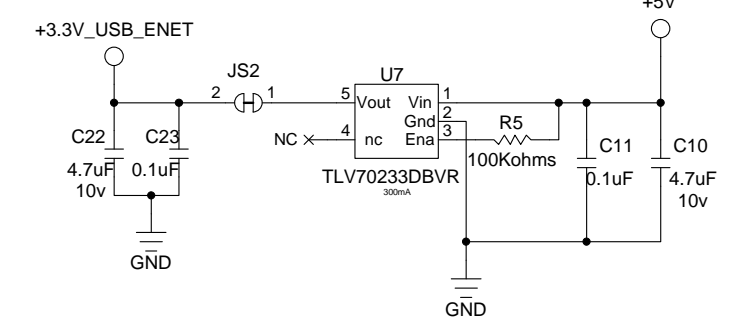 +5V
+3.3V_USB_ENET
JS2
U7
2
1
5
Vout
Vin
1
Gnd
2
NC
4
nc
Ena
3
R5
100Kohms
C22
C23
C11
C10
4.7uF
0.1uF
TLV70233DBVR
300mA
0.1uF
4.7uF
10v
10v
GND
GND